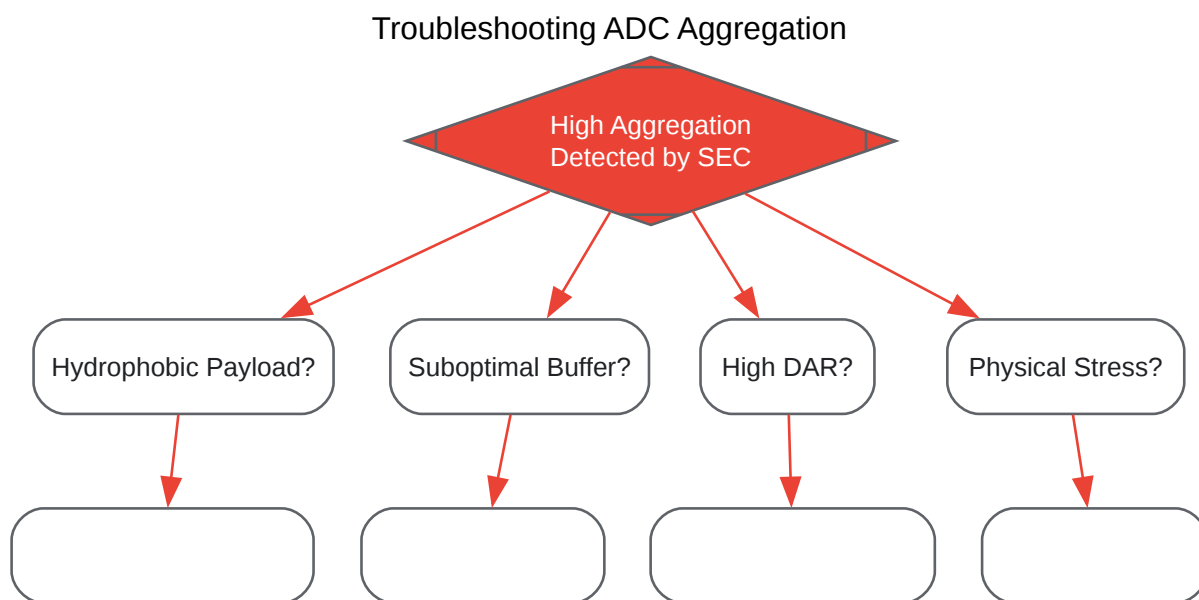 Troubleshooting ADC Aggregation
High Aggregation
Detected by SEC
Hydrophobic Payload?
Suboptimal Buffer?
High DAR?
Physical Stress?